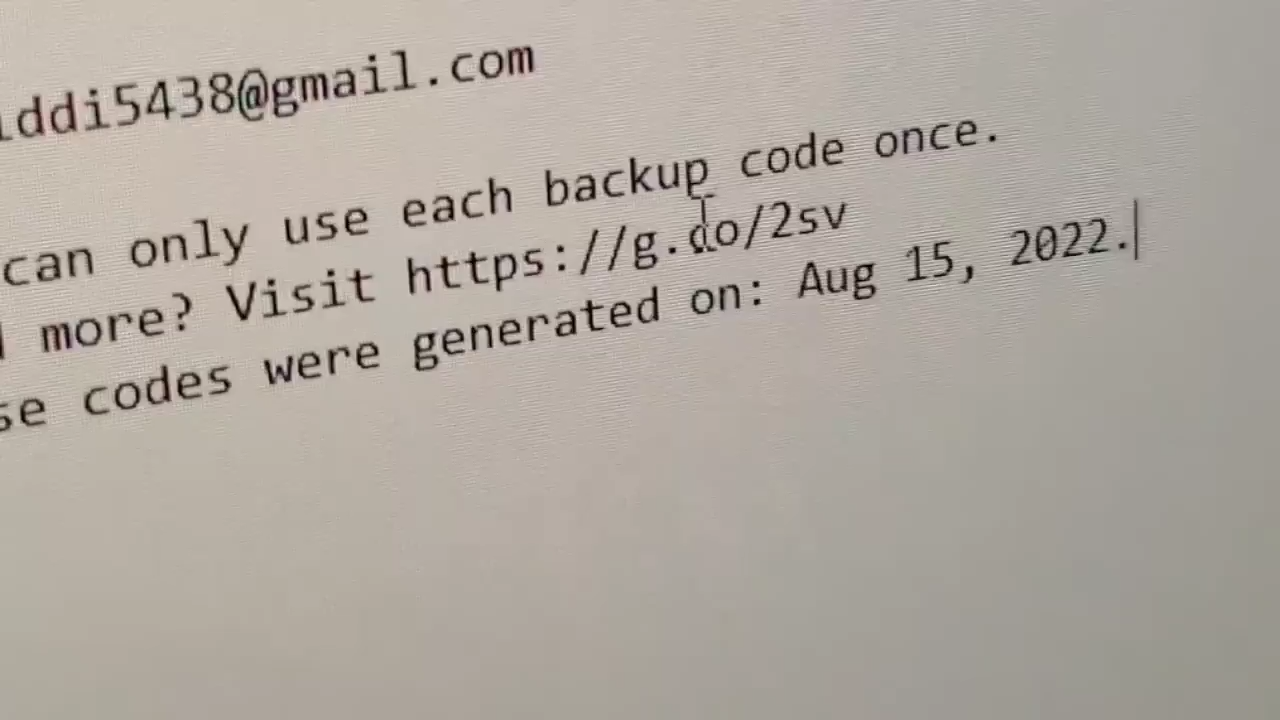 iddi5438@gmail.com
can only use each backup code once.
more? Visit https://g.co/2sv
se codes were generated on: Aug 15, 2022.